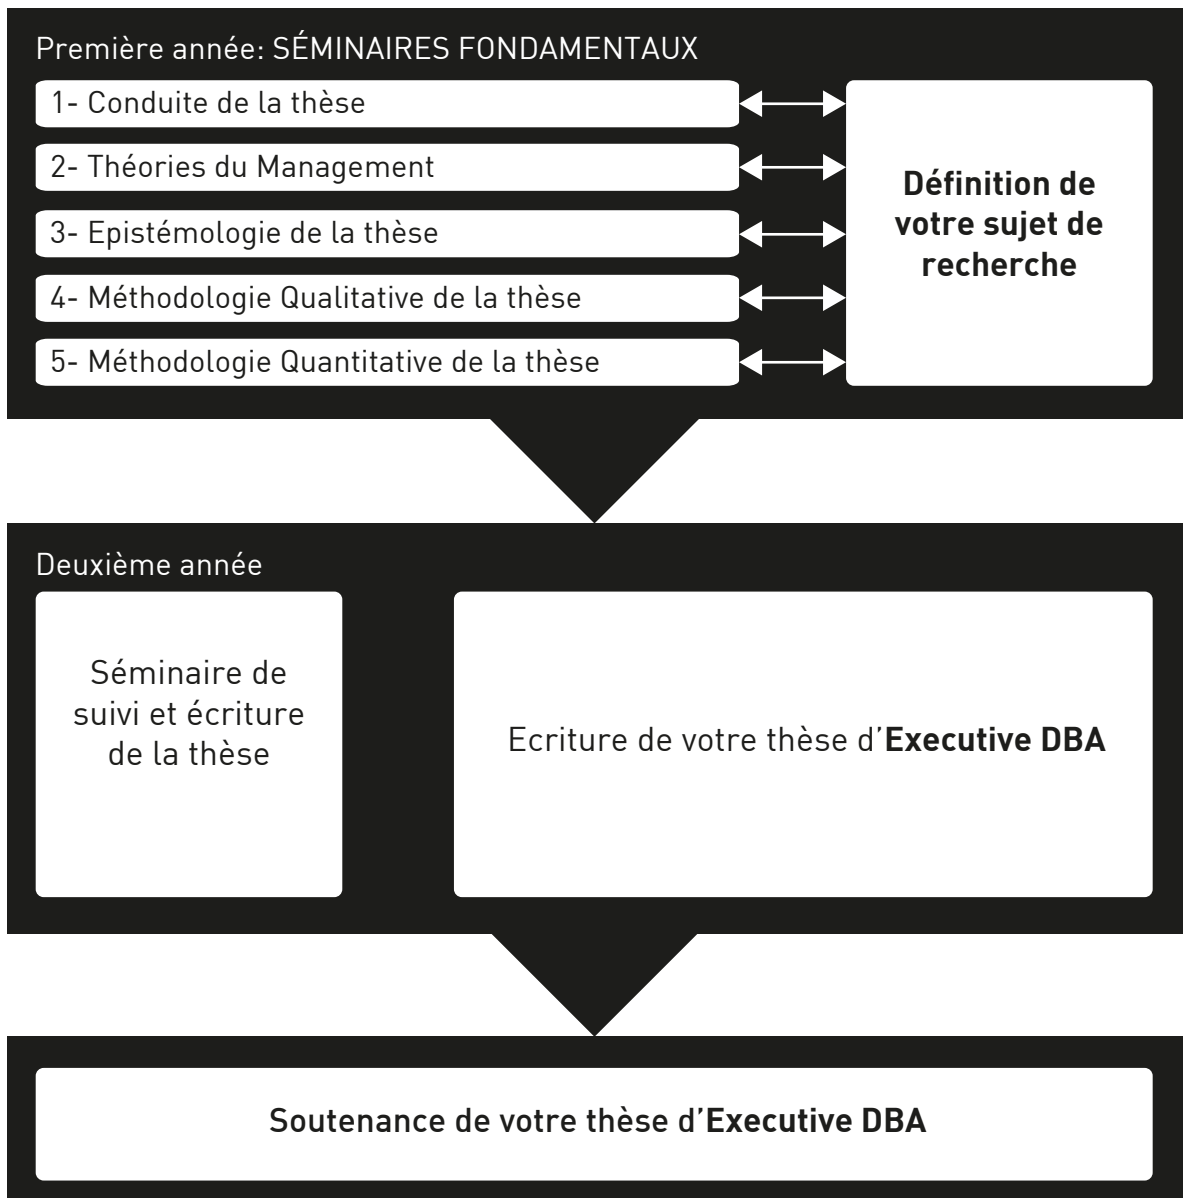 Première année: SÉMINAIRES FONDAMENTAUX
1- Conduite de la thèse
2- Théories du Management
3- Epistémologie de la thèse
4- Méthodologie Qualitative de la thèse
5- Méthodologie Quantitative de la thèse
Définition de
votre sujet de
recherche
Deuxième année
Séminaire de
suivi et écriture
de la thèse
Ecriture de votre thèse d’Executive DBA
Soutenance de votre thèse d’Executive DBA